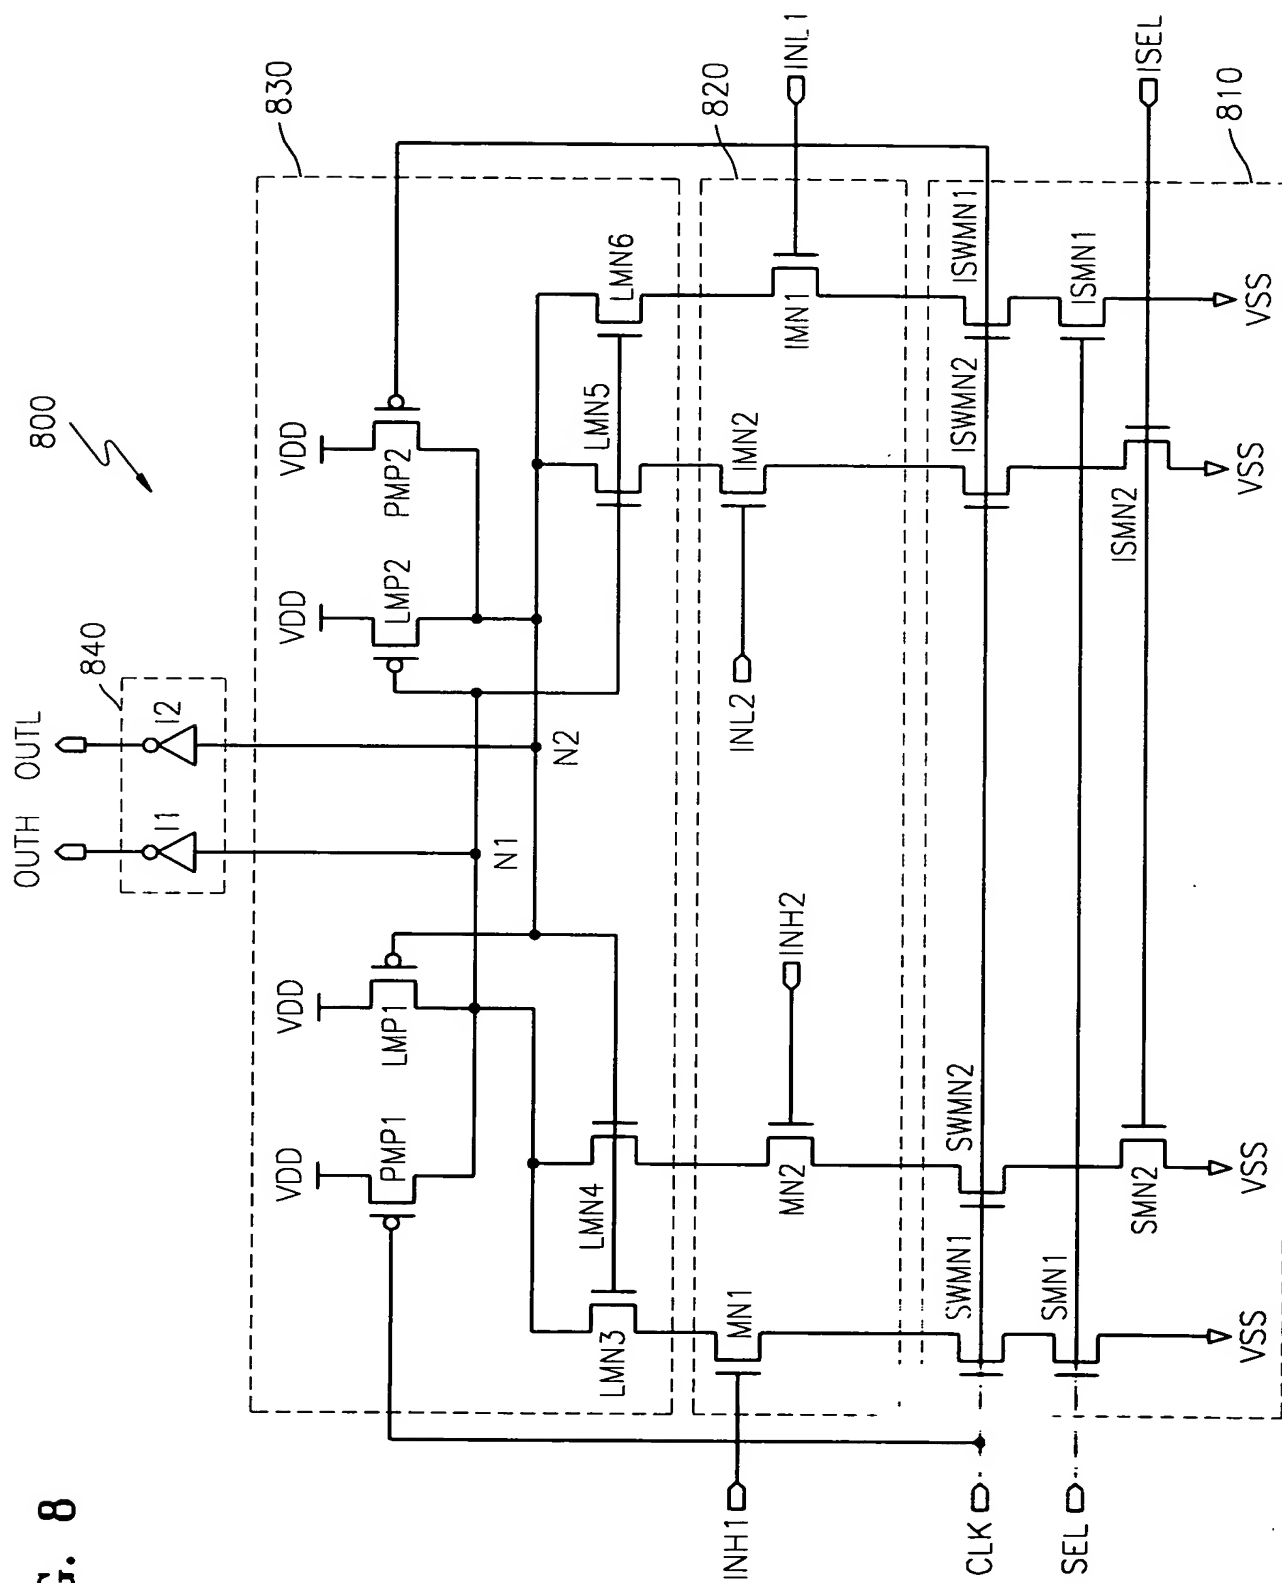 G. 8
800
OUTH
OUTL
840
I1
I2
830
VDD
VDD
VDD
VDD
PMP1
LMP1
LMP2
PMP2
N1
N2
LMN3
LMN4
LMN5
LMN6
820
INH1
MN1
MN2
INH2
INL2
IMN2
IMN1
INL1
CLK
SWMN1
SWMN2
ISWMN2
ISWMN1
SEL
SMN1
SMN2
ISMN2
ISMN1
ISEL
810
VSS
VSS
VSS
VSS